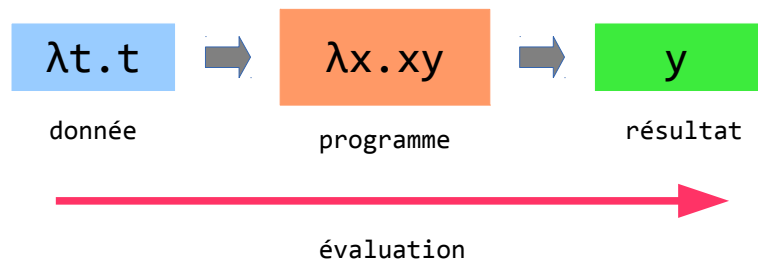 λt.t
λx.xy
y
donnée
programme
résultat
évaluation